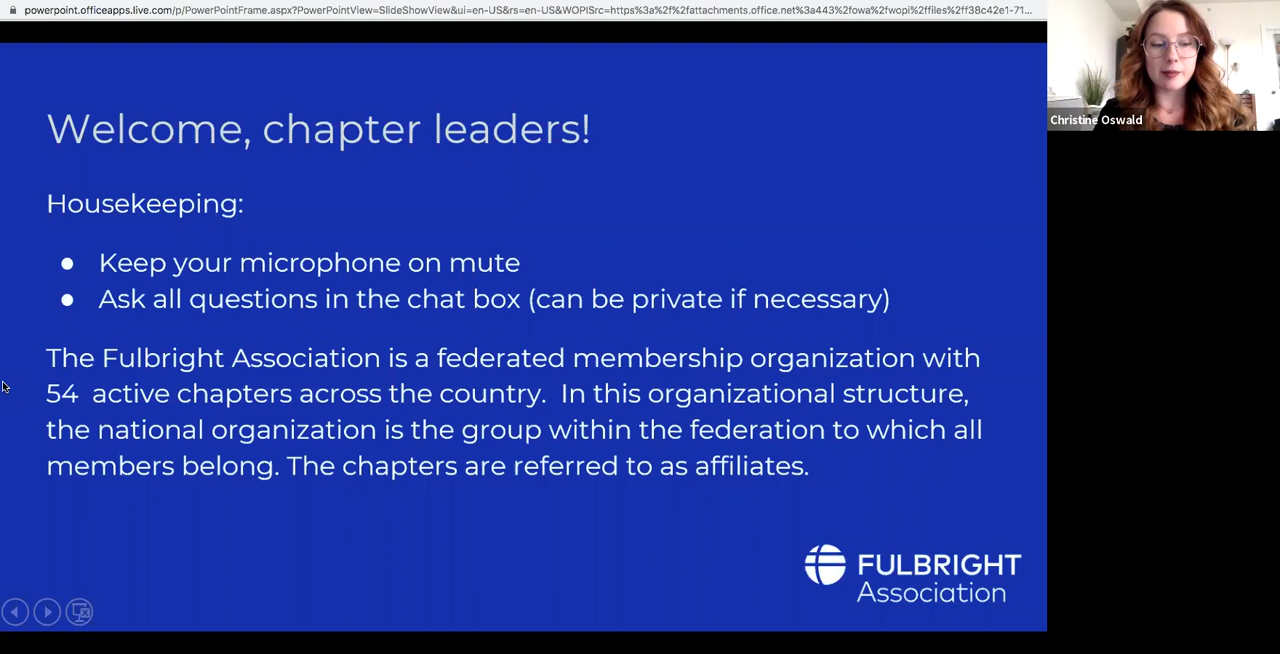 powerpoint.officeapps.live.com/p/PowerPointFrame.aspx?PowerPointView=SlideShowView&ui=en-US&rs=en-US&WOPISrc=https%3a%2f%2fattachments.office.net%3a443%2fowa%2fwopi%2ffiles%2ff38c42e1-71...
Welcome, chapter leaders!
Christine Oswald
Housekeeping:
● Keep your microphone on mute
● Ask all questions in the chat box (can be private if necessary)
The Fulbright Association is a federated membership organization with
54 active chapters across the country. In this organizational structure,
the national organization is the group within the federation to which all
members belong. The chapters are referred to as affiliates.
FULBRIGHT
Association